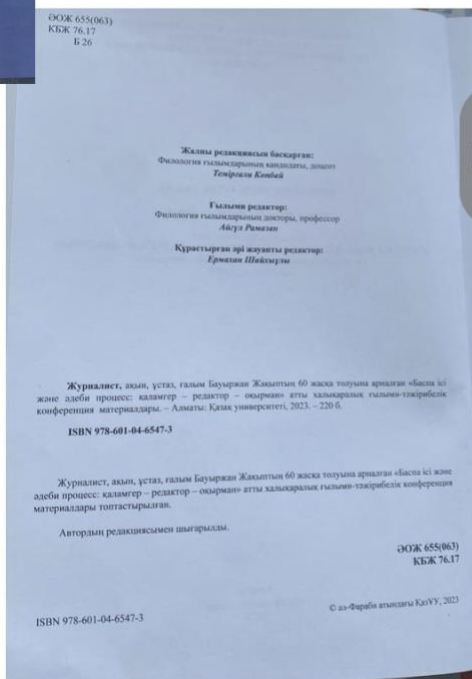 ӘОЖ 655(063)
КБЖ 76.17
Б 26
Жалпы редакциясын басқарған:
Филология ғылымдарының кандидаты, доцент
Теміргали Көпбай
Ғылыми редактор:
Филология ғылымдарының докторы, профессор
Айгүл Рамазан
Құрастырған әрі жауапты редактор:
Ермахан Шайхыұлы
Журналист, ақын, ұстаз, ғалым Бауыржан Жақыптың 60 жасқа толуына арналған «Баспа ісі
және әдеби процесс: қаламгер – редактор – оқырман» атты халықаралық ғылыми-тәжірибелік
конференция материалдары. – Алматы: Қазақ университеті, 2023. – 220 б.
ISBN 978-601-04-6547-3
Журналист, ақын, ұстаз, ғалым Бауыржан Жақыптың 60 жасқа толуына арналған «Баспа ісі және
әдеби процесс: қаламгер – редактор – оқырман» атты халықаралық ғылыми-тәжірибелік конференция
материалдары топтастырылған.
Автордың редакциясымен шығарылды.
ӘОЖ 655(063)
КБЖ 76.17
© әл-Фараби атындағы ҚазҰУ, 2023
ISBN 978-601-04-6547-3